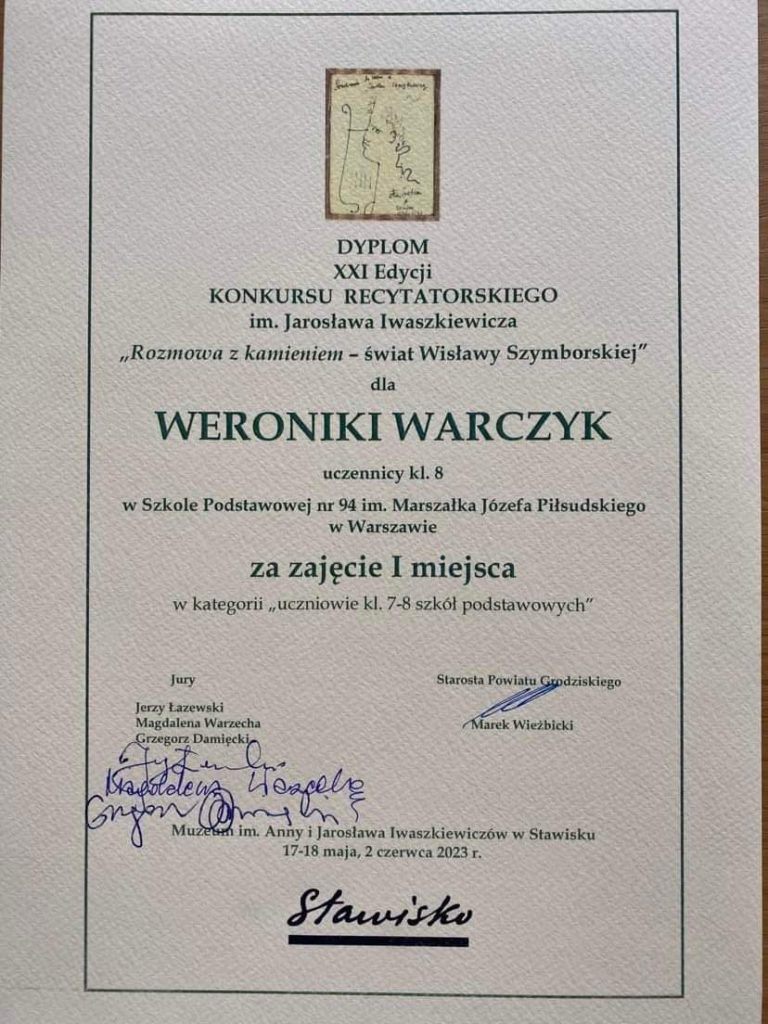 DYPLOM
XXI Edycji
KONKURSU RECYTATORSKIEGO
im. Jarosława Iwaszkiewicza
„Rozmowa z kamieniem – świat Wisławy Szymborskiej”
dla
WERONIKI WARCZYK
uczennicy kl. 8
w Szkole Podstawowej nr 94 im. Marszałka Józefa Piłsudskiego
w Warszawie
za zajęcie I miejsca
w kategorii „uczniowie kl. 7-8 szkół podstawowych”
Jury
Jerzy Łazewski
Magdalena Warzecha
Grzegorz Damięcki
Starosta Powiatu Grodziskiego
Marek Wieżbicki
Muzeum im. Anny i Jarosława Iwaszkiewiczów w Stawisku
17-18 maja, 2 czerwca 2023 r.
Stawisko